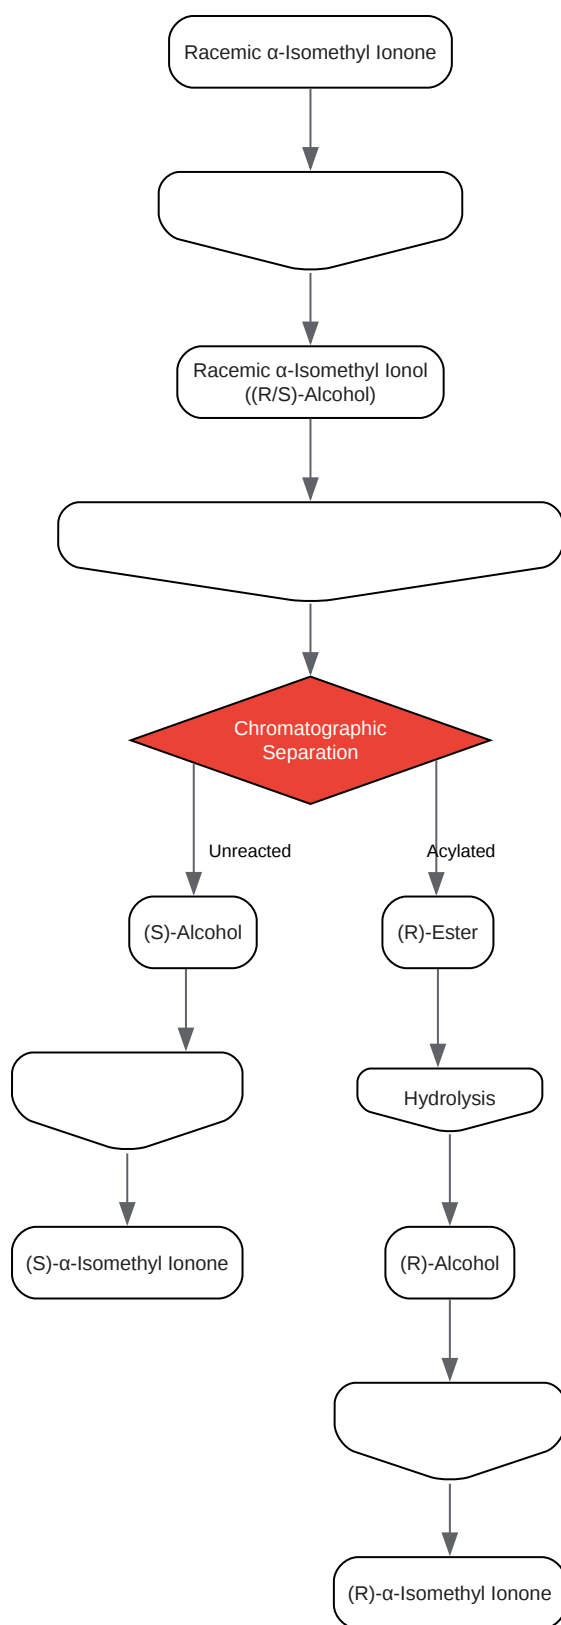 Racemic α-Isomethyl Ionone
Racemic α-Isomethyl Ionol
((R/S)-Alcohol)
Chromatographic
Separation
Unreacted
Acylated
(S)-Alcohol
(R)-Ester
Hydrolysis
(S)-α-Isomethyl Ionone
(R)-Alcohol
(R)-α-Isomethyl Ionone